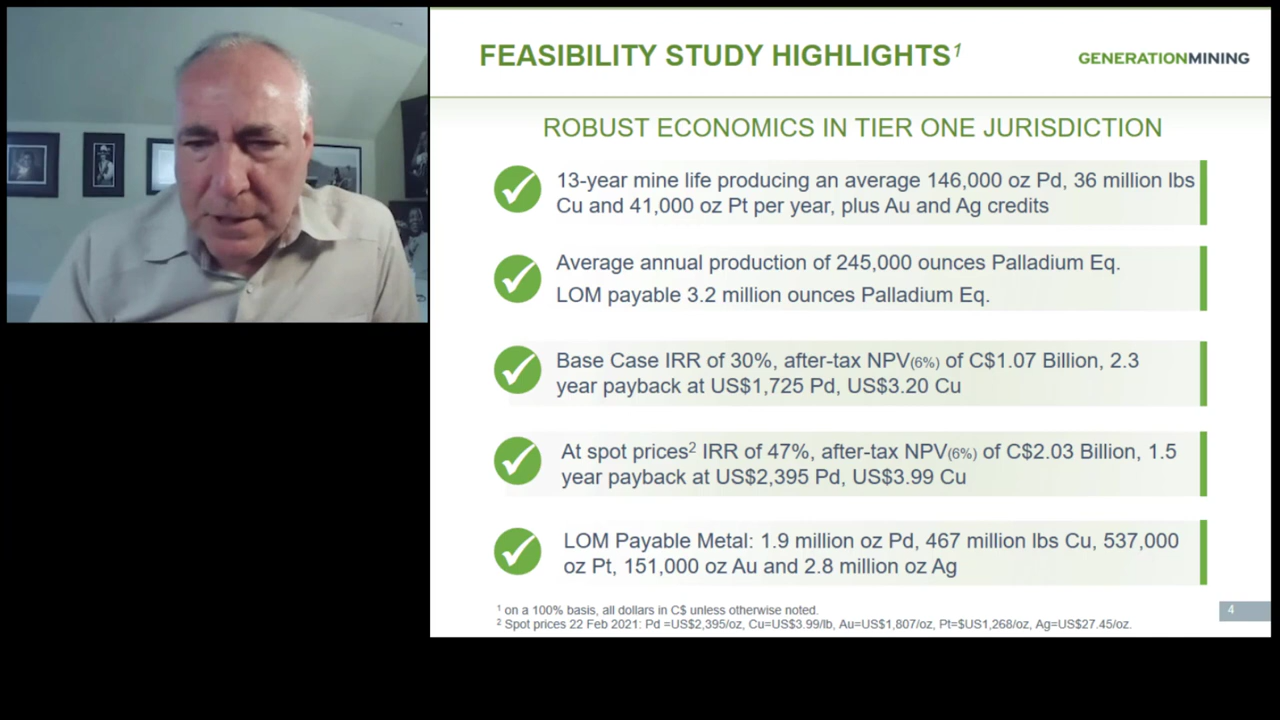 FEASIBILITY STUDY HIGHLIGHTS1
GENERATIONMINING
ROBUST ECONOMICS IN TIER ONE JURISDICTION
13-year mine life producing an average 146,000 oz Pd, 36 million lbs
Cu and 41,000 oz Pt per year, plus Au and Ag credits
Average annual production of 245,000 ounces Palladium Eq.
LOM payable 3.2 million ounces Palladium Eq.
Base Case IRR of 30%, after-tax NPV(6%) of C$1.07 Billion, 2.3
year payback at US$1,725 Pd, US$3.20 Cu
At spot prices2 IRR of 47%, after-tax NPV(6%) of C$2.03 Billion, 1.5
year payback at US$2,395 Pd, US$3.99 Cu
LOM Payable Metal: 1.9 million oz Pd, 467 million lbs Cu, 537,000
oz Pt, 151,000 oz Au and 2.8 million oz Ag
1 on a 100% basis, all dollars in C$ unless otherwise noted.
2 Spot prices 22 Feb 2021: Pd =US$2,395/oz, Cu=US$3.99/lb, Au=US$1,807/oz, Pt=$US1,268/oz, Ag=US$27.45/oz.
4